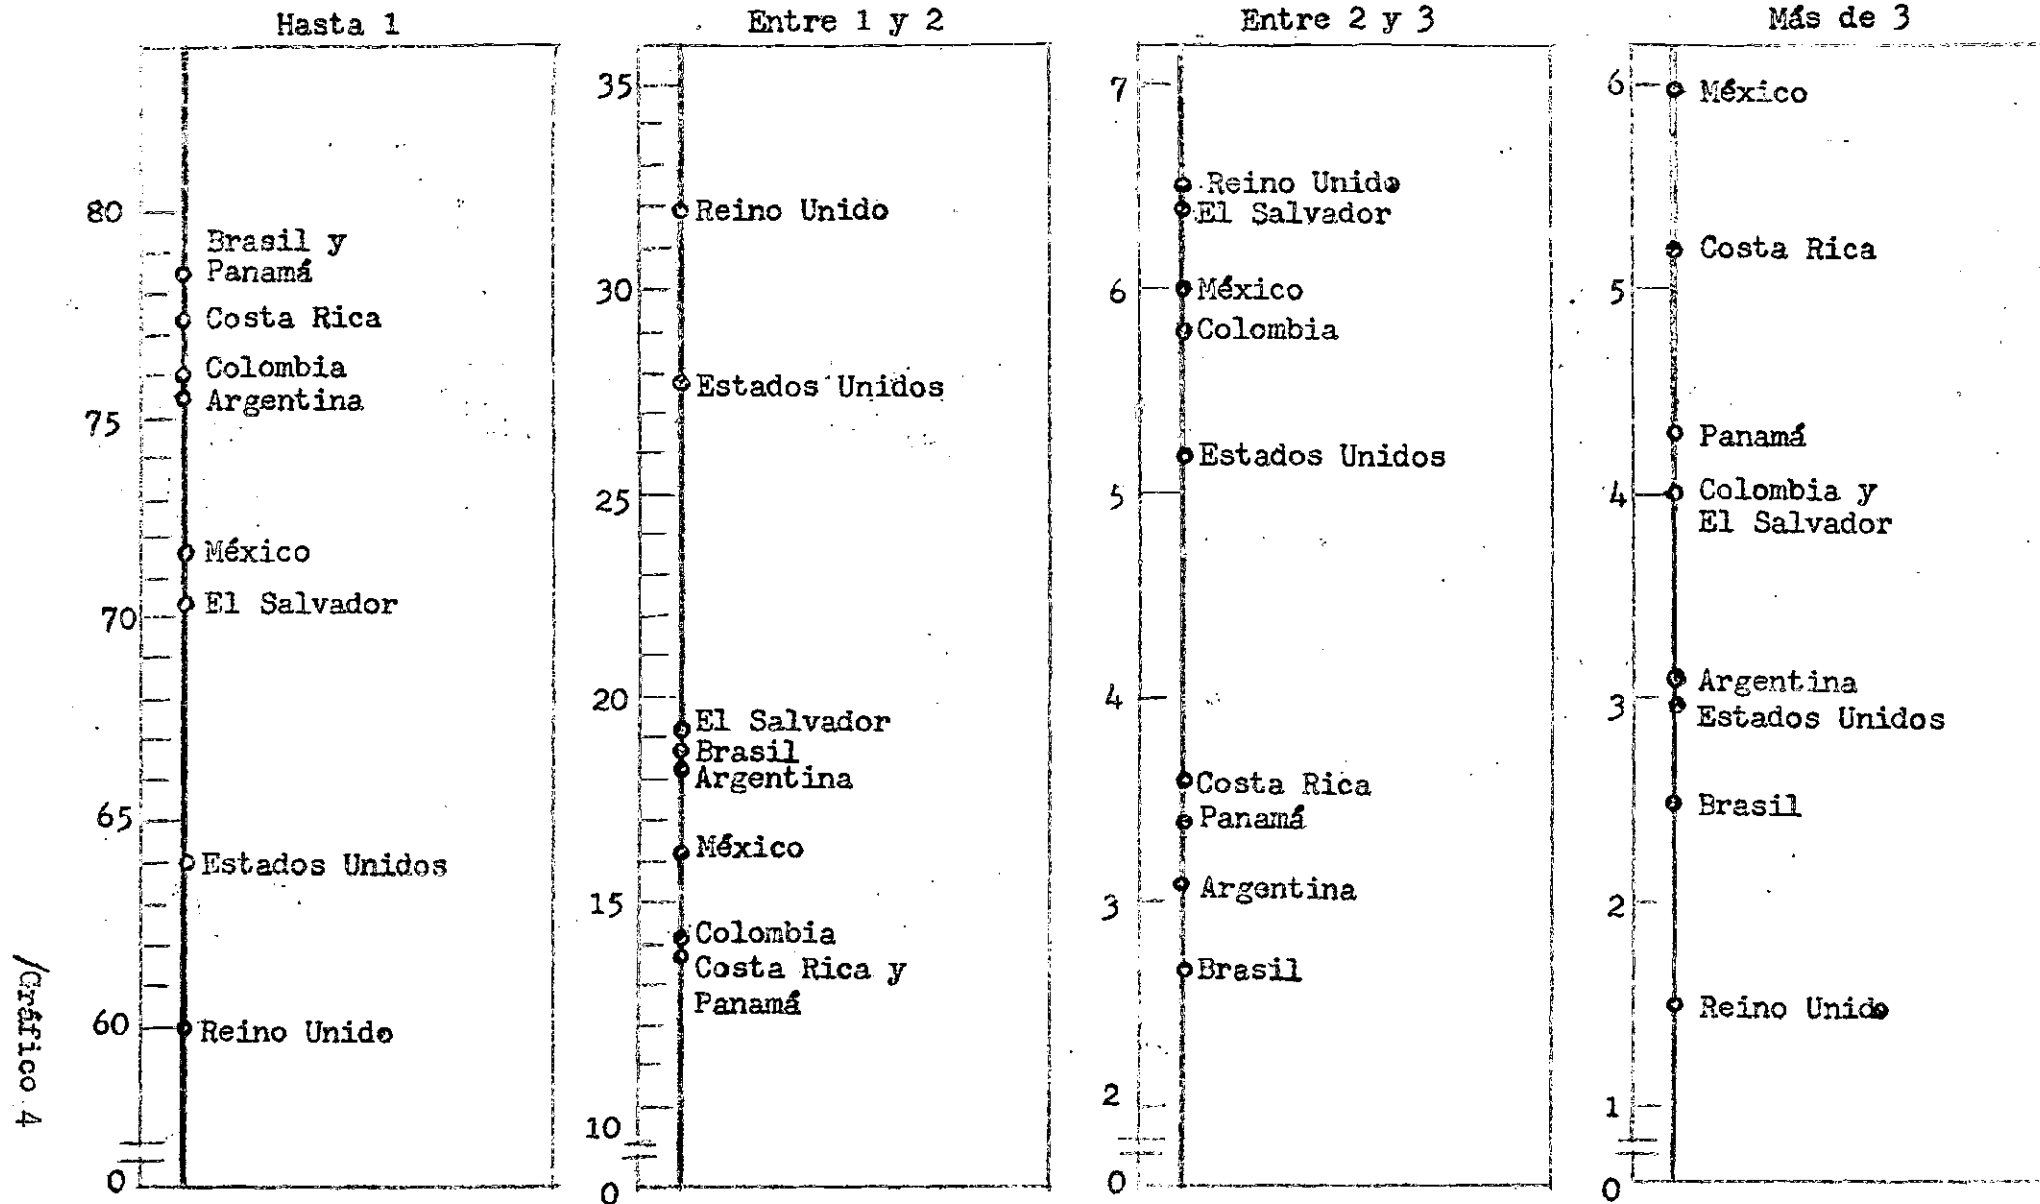 Hasta 1
80
75
70
65
60
0
Brasil y
Panamá
Costa Rica
Colombia
Argentina
México
El Salvador
Estados Unidos
Reino Unido
Entre 1 y 2
35
30
25
20
15
10
0
Reino Unido
Estados Unidos
El Salvador
Brasil
Argentina
México
Colombia
Costa Rica y
Panamá
Entre 2 y 3
7
6
5
4
3
2
0
Reino Unido
El Salvador
México
Colombia
Estados Unidos
Costa Rica
Panamá
Argentina
Brasil
Más de 3
6
5
4
3
2
1
0
México
Costa Rica
Panamá
Colombia y
El Salvador
Argentina
Estados Unidos
Brasil
Reino Unido
/Gráfico 4